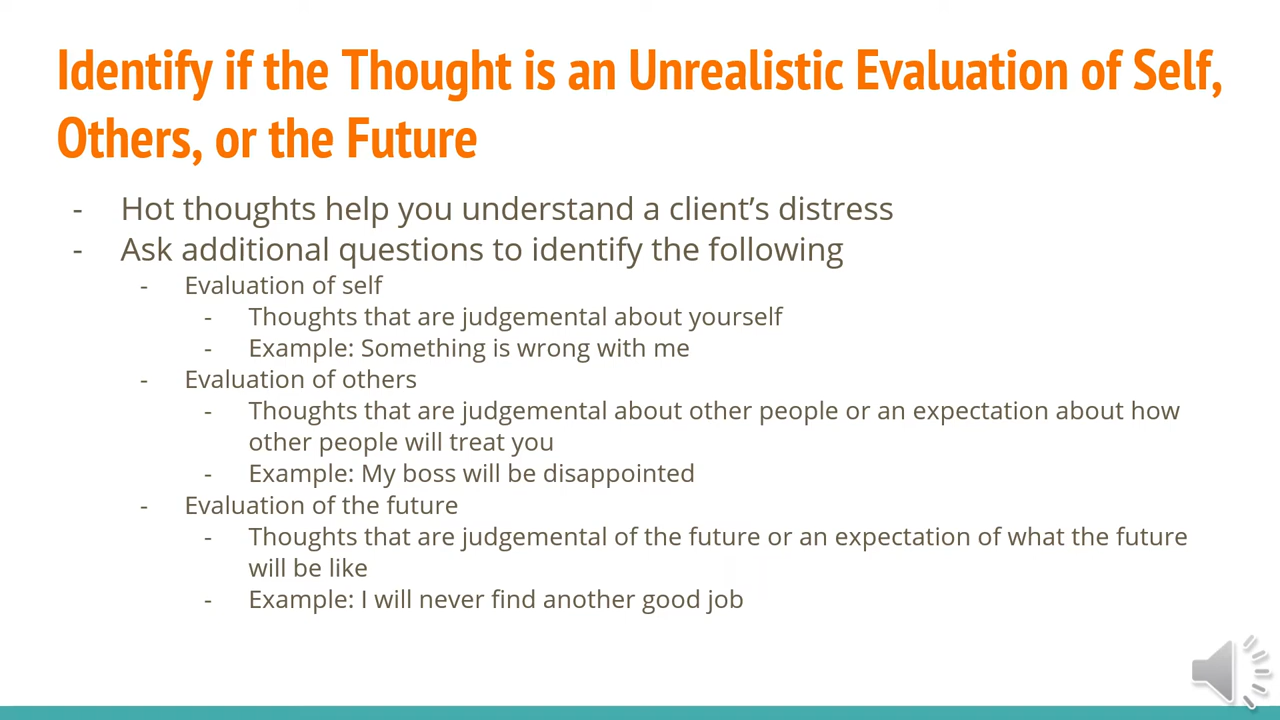 Identify if the Thought is an Unrealistic Evaluation of Self,
Others, or the Future
- Hot thoughts help you understand a client’s distress
- Ask additional questions to identify the following
- Evaluation of self
- Thoughts that are judgemental about yourself
- Example: Something is wrong with me
- Evaluation of others
- Thoughts that are judgemental about other people or an expectation about how
other people will treat you
- Example: My boss will be disappointed
- Evaluation of the future
- Thoughts that are judgemental of the future or an expectation of what the future
will be like
- Example: I will never find another good job